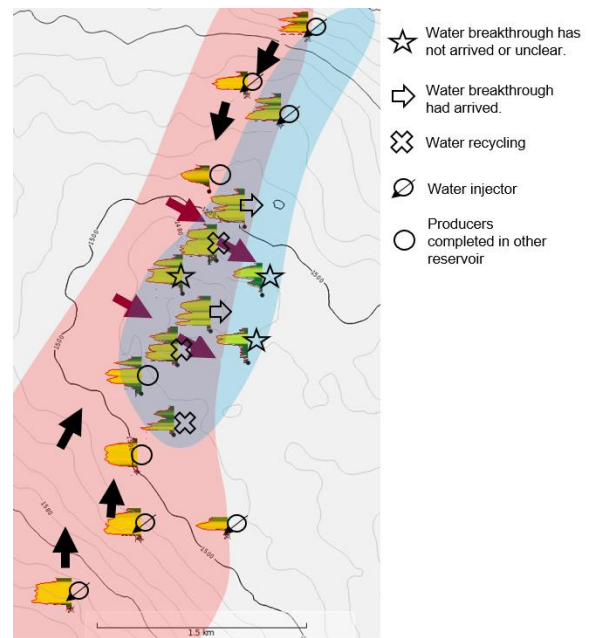 Water breakthrough has
not arrived or unclear.
Water breakthrough
had arrived.
Water recycling
Water injector
Producers
completed in other
reservoir
1500
1500
1500
1500
1500
1.5 km